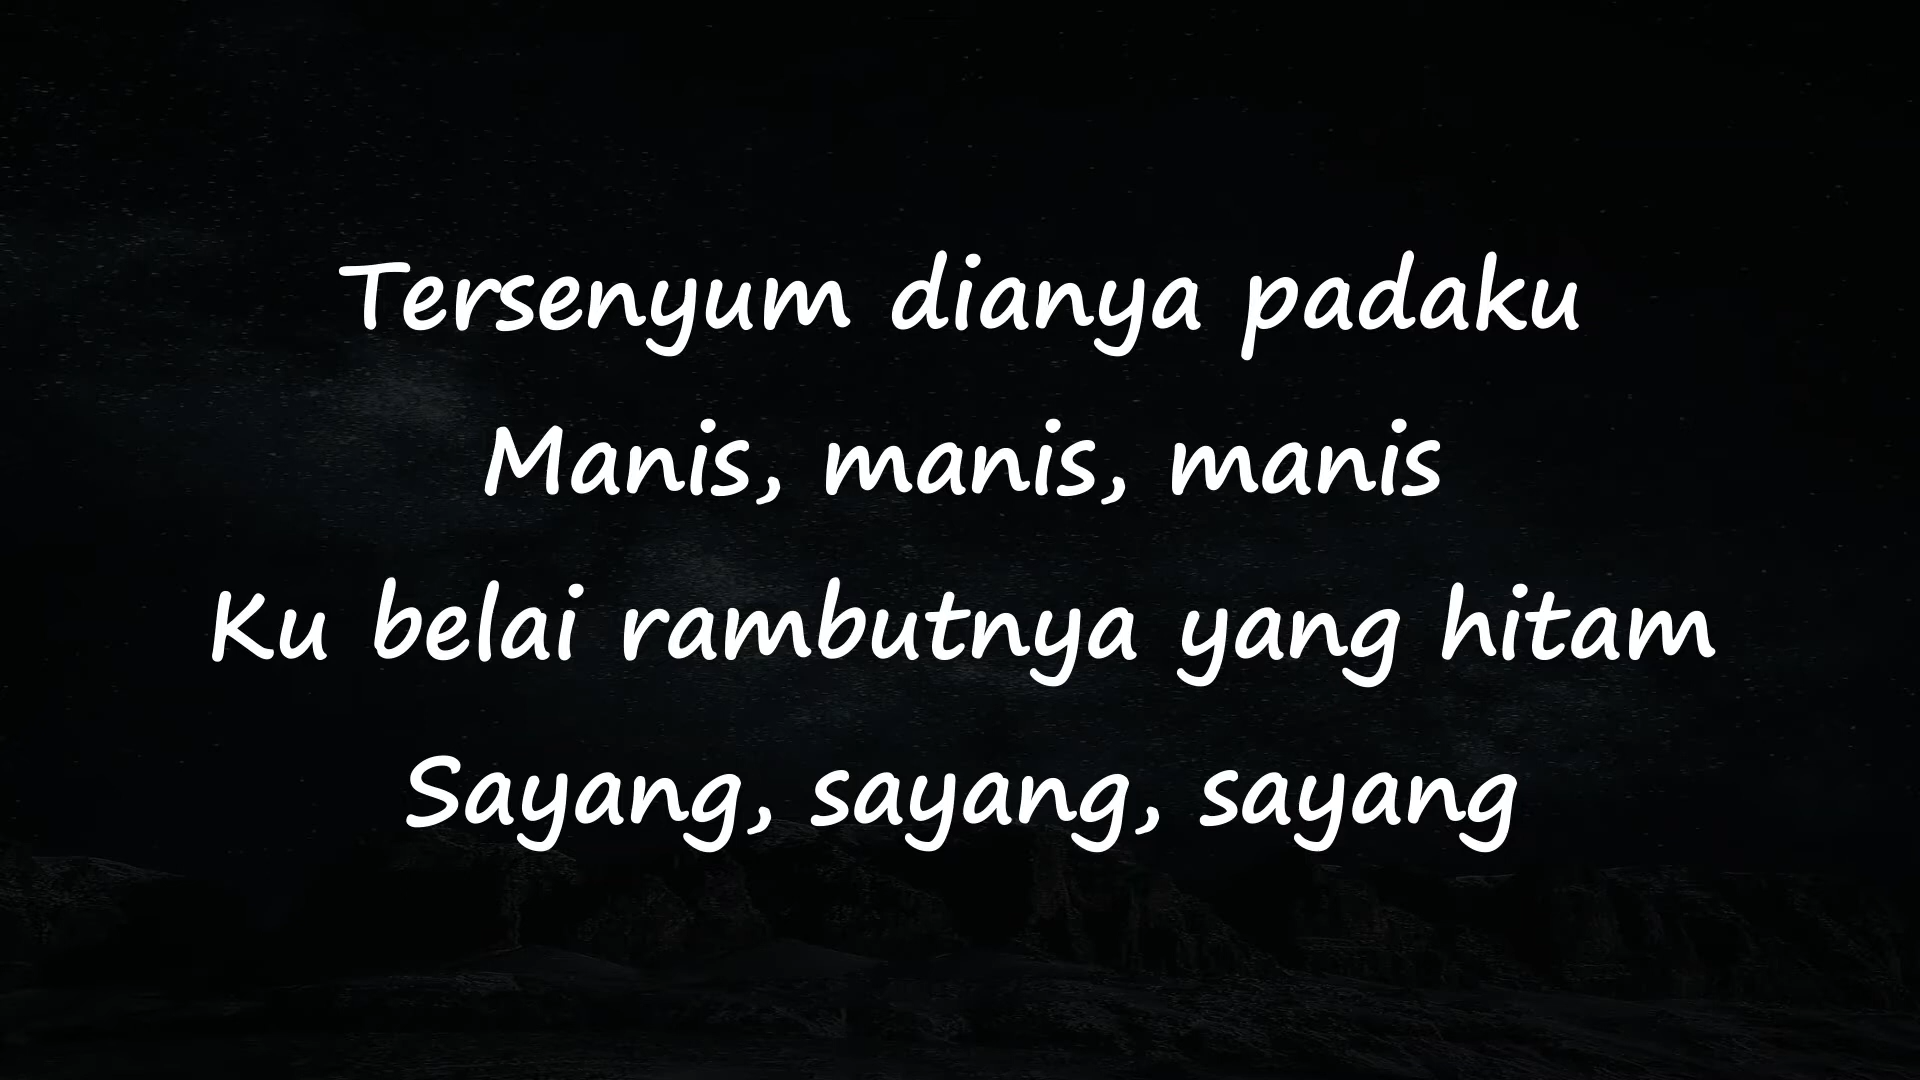 Tersenyum dianya padaku
Manis, manis, manis
Ku belai rambutnya yang hitam
Sayang, sayang, sayang